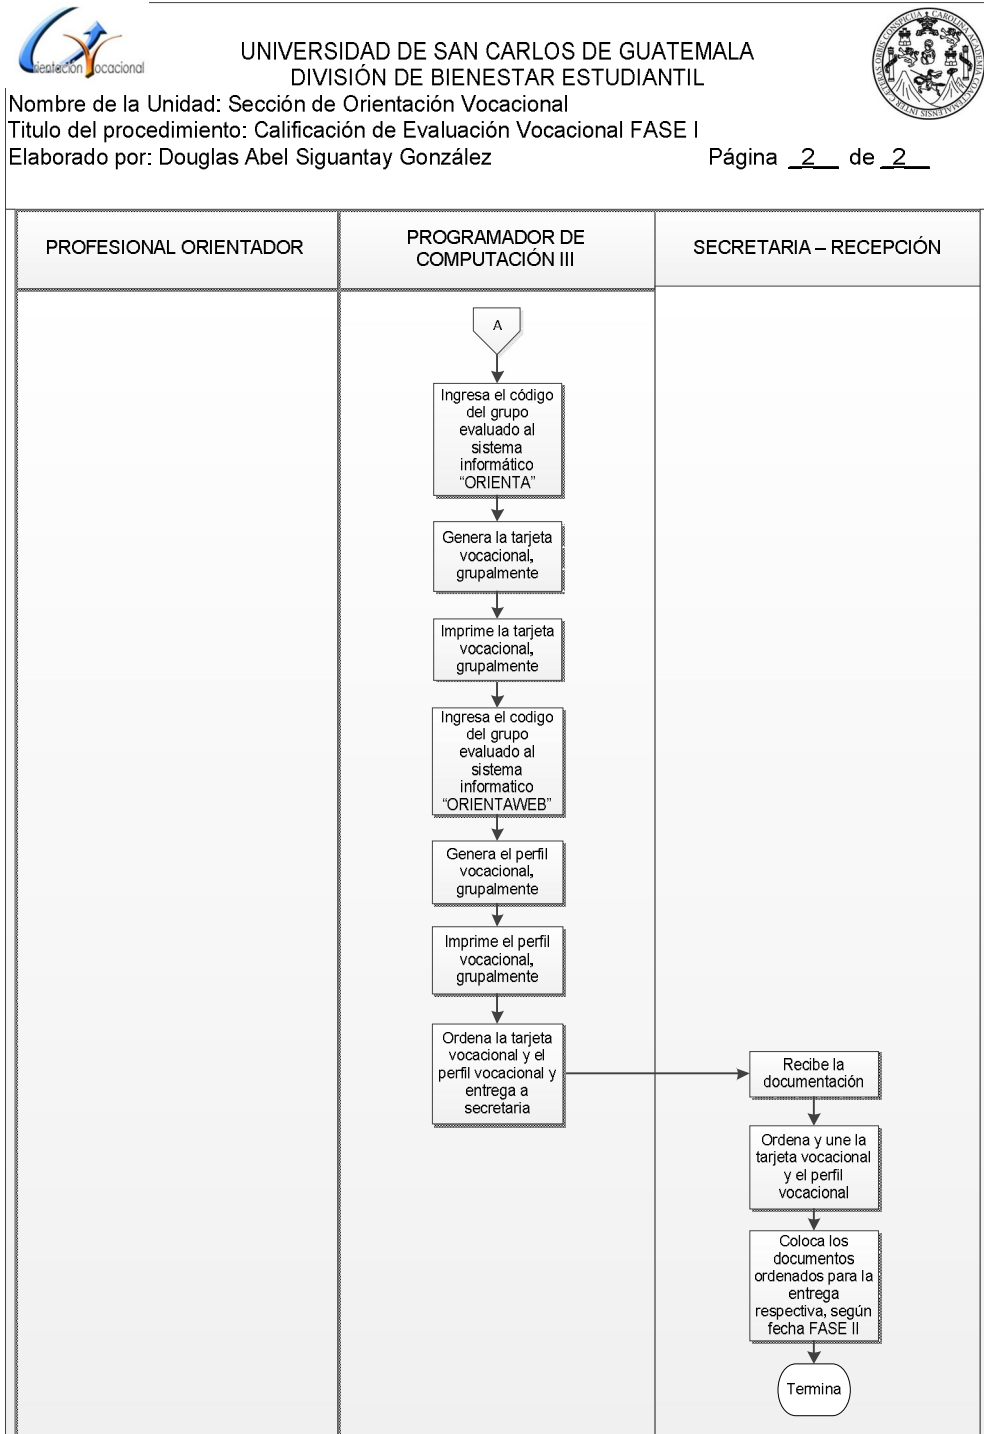 Orientación Vocacional
UNIVERSIDAD DE SAN CARLOS DE GUATEMALA
DIVISIÓN DE BIENESTAR ESTUDIANTIL
Nombre de la Unidad: Sección de Orientación Vocacional
Titulo del procedimiento: Calificación de Evaluación Vocacional FASE I
Elaborado por: Douglas Abel Siguantay González
Página 2 de 2
PROFESIONAL ORIENTADOR
PROGRAMADOR DE
COMPUTACIÓN III
SECRETARIA – RECEPCIÓN
A
Ingresa el código
del grupo
evaluado al
sistema
informático
“ORIENTA”
Genera la tarjeta
vocacional,
grupalmente
Imprime la tarjeta
vocacional,
grupalmente
Ingresa el codigo
del grupo
evaluado al
sistema
informatico
“ORIENTAWEB”
Genera el perfil
vocacional,
grupalmente
Imprime el perfil
vocacional,
grupalmente
Ordena la tarjeta
vocacional y el
perfil vocacional y
entrega a
secretaria
Recibe la
documentación
Ordena y une la
tarjeta vocacional
y el perfil
vocacional
Coloca los
documentos
ordenados para la
entrega
respectiva, según
fecha FASE II
Termina